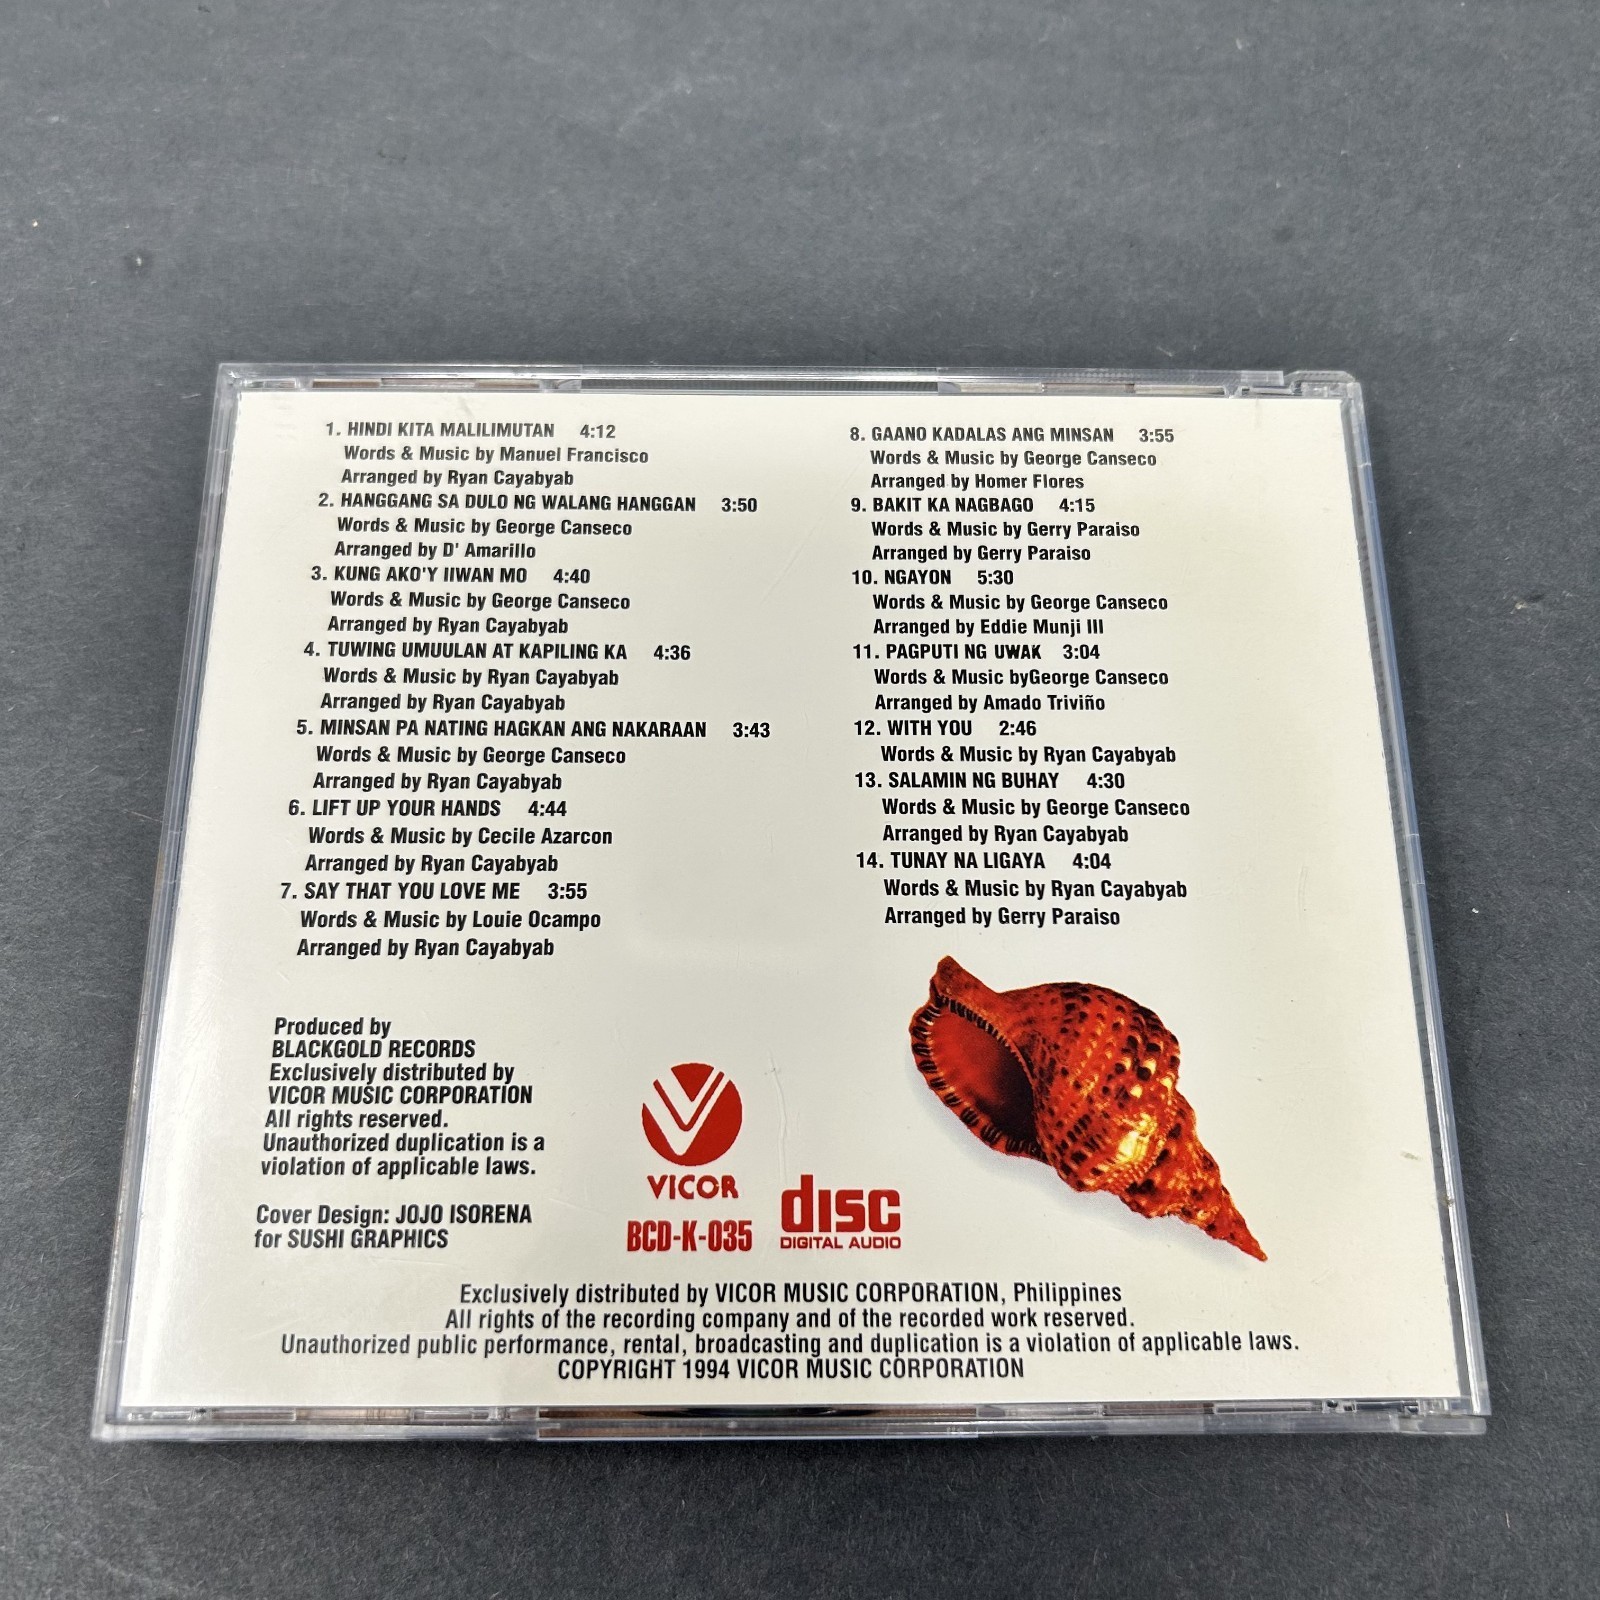 1. HINDI KITA MALILIMUTAN 4:12
Words & Music by Manuel Francisco
Arranged by Ryan Cayabyab
2. HANGGANG SA DULO NG WALANG HANGGAN 3:50
Words & Music by George Canseco
Arranged by D' Amarillo
3. KUNG AKO'Y IIWAN MO 4:40
Words & Music by George Canseco
Arranged by Ryan Cayabyab
4. TUWING UMUULAN AT KAPILING KA 4:36
Words & Music by Ryan Cayabyab
Arranged by Ryan Cayabyab
5. MINSAN PA NATING HAGKAN ANG NAKARAAN 3:43
Words & Music by George Canseco
Arranged by Ryan Cayabyab
6. LIFT UP YOUR HANDS 4:44
Words & Music by Cecile Azarcon
Arranged by Ryan Cayabyab
7. SAY THAT YOU LOVE ME 3:55
Words & Music by Louie Ocampo
Arranged by Ryan Cayabyab
8. GAANO KADALAS ANG MINSAN 3:55
Words & Music by George Canseco
Arranged by Homer Flores
9. BAKIT KA NAGBAGO 4:15
Words & Music by Gerry Paraiso
Arranged by Gerry Paraiso
10. NGAYON 5:30
Words & Music by George Canseco
Arranged by Eddie Munji III
11. PAGPUTI NG UWAK 3:04
Words & Music byGeorge Canseco
Arranged by Amado Triviño
12. WITH YOU 2:46
Words & Music by Ryan Cayabyab
13. SALAMIN NG BUHAY 4:30
Words & Music by George Canseco
Arranged by Ryan Cayabyab
14. TUNAY NA LIGAYA 4:04
Words & Music by Ryan Cayabyab
Arranged by Gerry Paraiso
Produced by
BLACKGOLD RECORDS
Exclusively distributed by
VICOR MUSIC CORPORATION
All rights reserved.
Unauthorized duplication is a
violation of applicable laws.
Cover Design: JOJO ISORENA
for SUSHI GRAPHICS
VICOR
BCD-K-035
disc
DIGITAL AUDIO
Exclusively distributed by VICOR MUSIC CORPORATION, Philippines
All rights of the recording company and of the recorded work reserved.
Unauthorized public performance, rental, broadcasting and duplication is a violation of applicable laws.
COPYRIGHT 1994 VICOR MUSIC CORPORATION